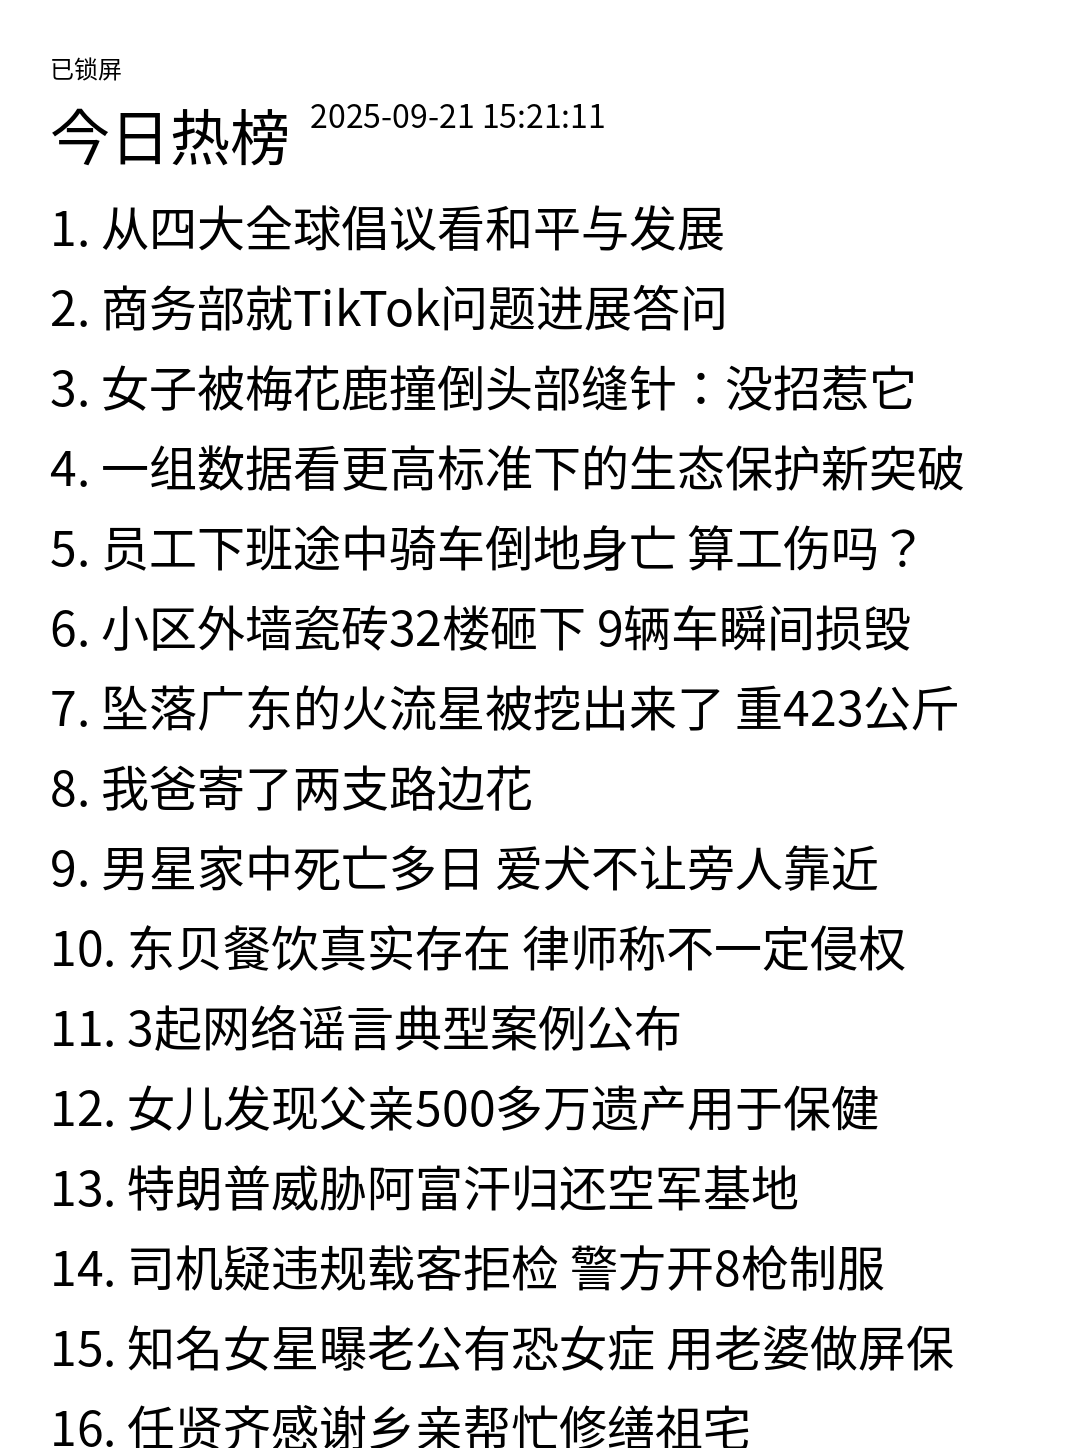 已锁屏
今日热榜 2025-09-21 15:21:11
1. 从四大全球倡议看和平与发展
2. 商务部就TikTok问题进展答问
3. 女子被梅花鹿撞倒头部缝针：没招惹它
4. 一组数据看更高标准下的生态保护新突破
5. 员工下班途中骑车倒地身亡 算工伤吗？
6. 小区外墙瓷砖32楼砸下 9辆车瞬间损毁
7. 坠落广东的火流星被挖出来了 重423公斤
8. 我爸寄了两支路边花
9. 男星家中死亡多日 爱犬不让旁人靠近
10. 东贝餐饮真实存在 律师称不一定侵权
11. 3起网络谣言典型案例公布
12. 女儿发现父亲500多万遗产用于保健
13. 特朗普威胁阿富汗归还空军基地
14. 司机疑违规载客拒检 警方开8枪制服
15. 知名女星曝老公有恐女症 用老婆做屏保
16. 任贤齐感谢乡亲帮忙修缮祖宅